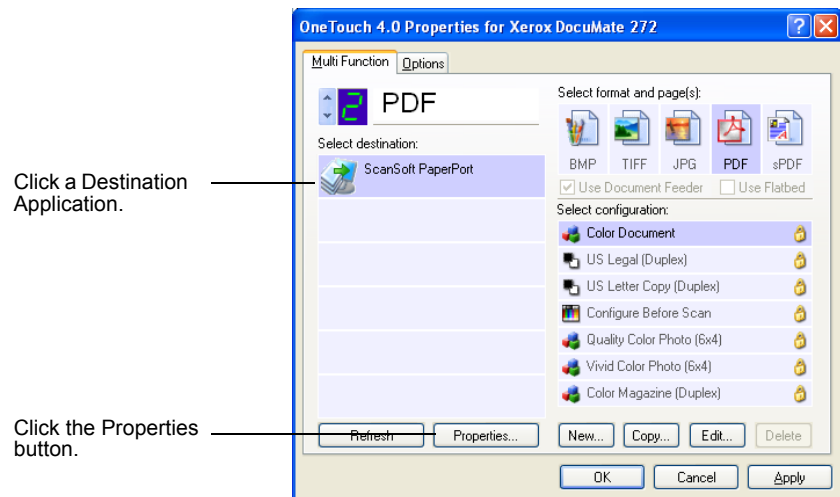 OneTouch 4.0 Properties for Xerox DocuMate 272
Multi Function
Options
2
PDF
Select destination:
ScanSoft PaperPort
Click a Destination
Application.
Select format and page(s):
BMP TIFF JPG PDF sPDF
Use Document Feeder
Use Flatbed
Select configuration:
Color Document
US Legal (Duplex)
US Letter Copy (Duplex)
Configure Before Scan
Quality Color Photo (6x4)
Vivid Color Photo (6x4)
Color Magazine (Duplex)
Click the Properties
button.
Refresh
Properties...
New...
Copy...
Edit...
Delete
OK
Cancel
Apply